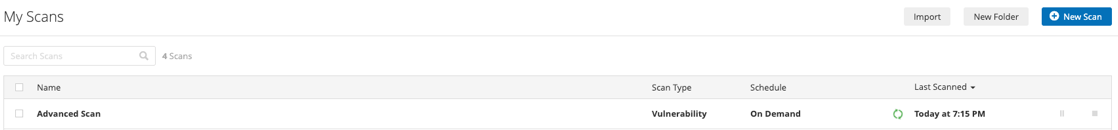 My Scans
Import
New Folder
New Scan
Search Scans
4 Scans
Name Scan Type Schedule Last Scanned
Advanced Scan Vulnerability On Demand Today at 7:15 PM